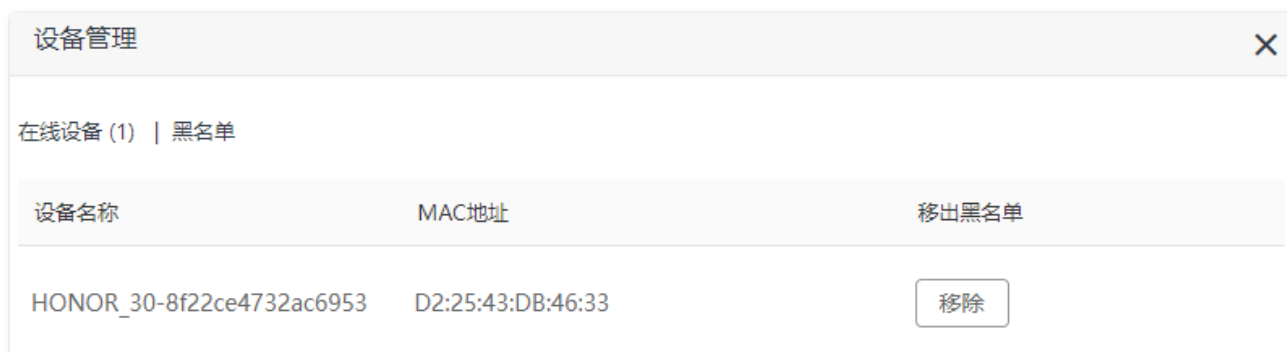 设备管理
在线设备 (1) | 黑名单
设备名称 MAC地址 移出黑名单
HONOR_30-8f22ce4732ac6953 D2:25:43:DB:46:33 移除